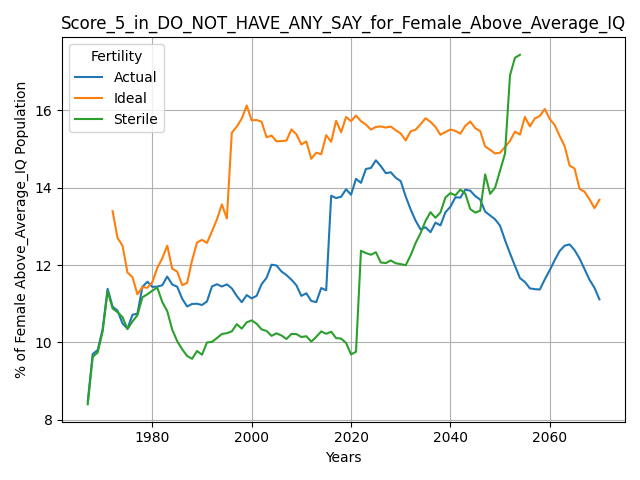 Score_5_in_DO_NOT_HAVE_ANY_SAY_for_Female_Above_Average_IQ
Fertility
Actual
Ideal
Sterile
% of Female Above_Average_IQ Population
16
14
12
10
8
1980
2000
2020
2040
2060
Years